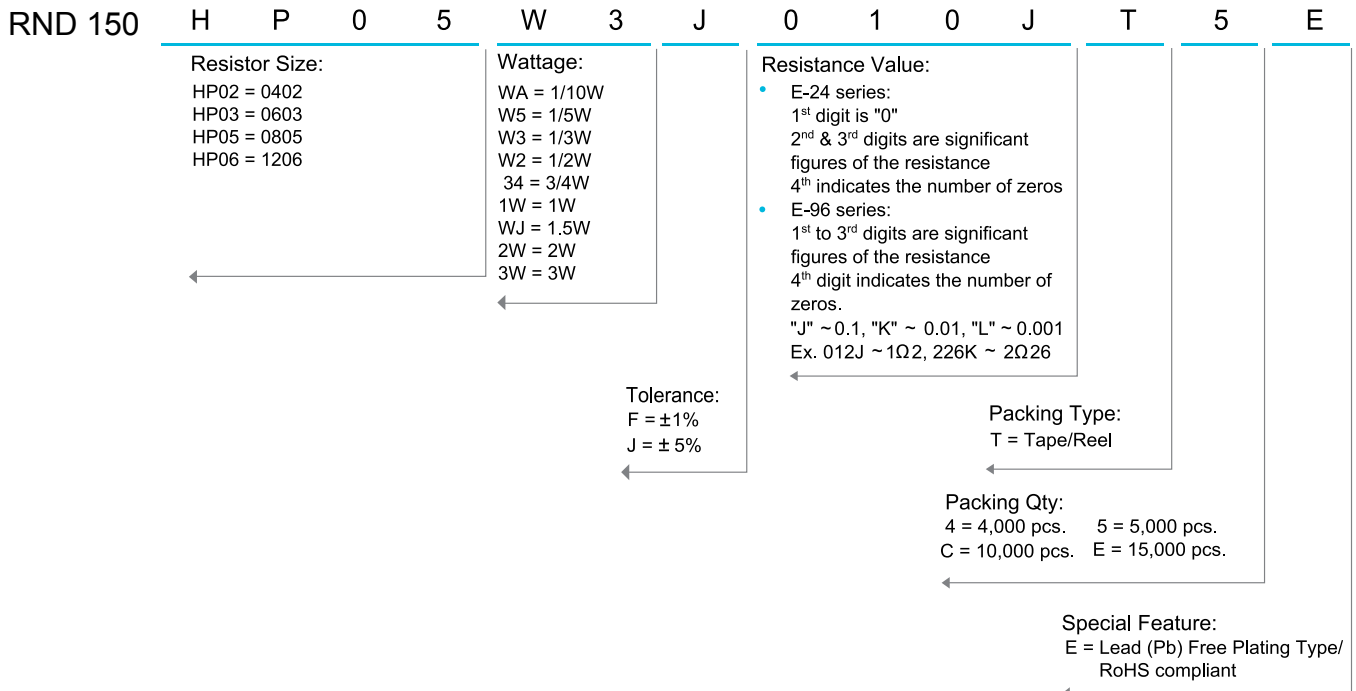 RND 150 H P 0 5 W 3 J 0 1 0 J T 5 E
Resistor Size:
HP02 = 0402
HP03 = 0603
HP05 = 0805
HP06 = 1206
Wattage:
WA = 1/10W
W5 = 1/5W
W3 = 1/3W
W2 = 1/2W
34 = 3/4W
1W = 1W
WJ = 1.5W
2W = 2W
3W = 3W
Resistance Value:
• E-24 series:
1st digit is "0"
2nd & 3rd digits are significant
figures of the resistance
4th indicates the number of zeros
• E-96 series:
1st to 3rd digits are significant
figures of the resistance
4th digit indicates the number of
zeros.
"J" ~ 0.1, "K" ~ 0.01, "L" ~ 0.001
Ex. 012J ~ 1Ω2, 226K ~ 2Ω26
Tolerance:
F = ±1%
J = ± 5%
Packing Type:
T = Tape/Reel
Packing Qty:
4 = 4,000 pcs. 5 = 5,000 pcs.
C = 10,000 pcs. E = 15,000 pcs.
Special Feature:
E = Lead (Pb) Free Plating Type/
RoHS compliant